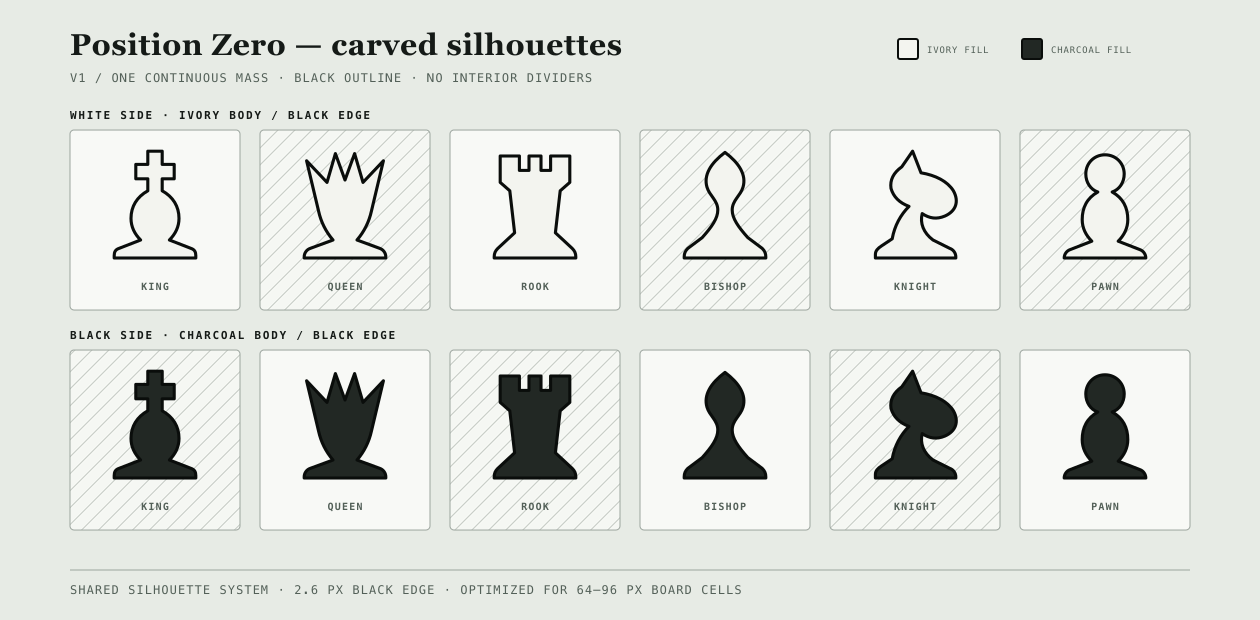 Position Zero — carved silhouettes
V1 / ONE CONTINUOUS MASS · BLACK OUTLINE · NO INTERIOR DIVIDERS
IVORY FILL
CHARCOAL FILL
WHITE SIDE · IVORY BODY / BLACK EDGE
KING
QUEEN
ROOK
BISHOP
KNIGHT
PAWN
BLACK SIDE · CHARCOAL BODY / BLACK EDGE
KING
QUEEN
ROOK
BISHOP
KNIGHT
PAWN
SHARED SILHOUETTE SYSTEM · 2.6 PX BLACK EDGE · OPTIMIZED FOR 64–96 PX BOARD CELLS